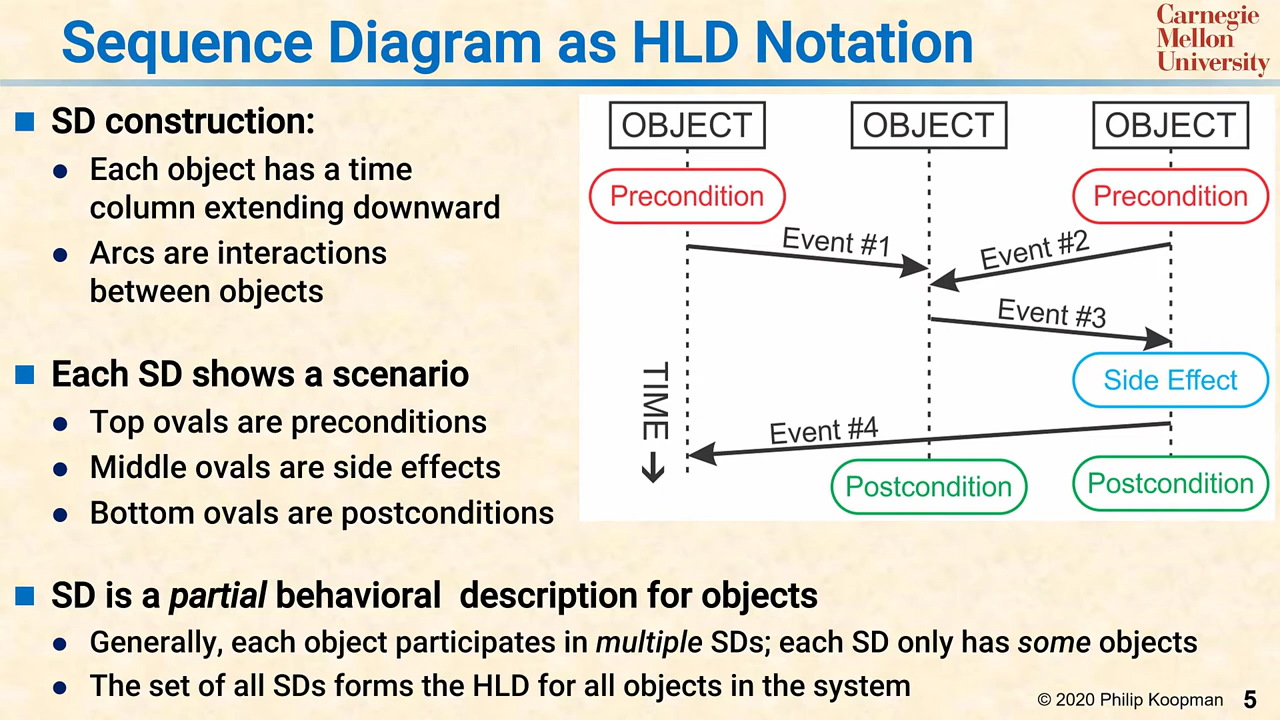 Sequence Diagram as HLD Notation
Carnegie
Mellon
University
■ SD construction:
● Each object has a time
column extending downward
● Arcs are interactions
between objects
■ Each SD shows a scenario
● Top ovals are preconditions
● Middle ovals are side effects
● Bottom ovals are postconditions
OBJECT OBJECT OBJECT
Precondition Precondition
Event #1 Event #2
Event #3
TIME →
Side Effect
Event #4
Postcondition Postcondition
■ SD is a partial behavioral description for objects
● Generally, each object participates in multiple SDs; each SD only has some objects
● The set of all SDs forms the HLD for all objects in the system
© 2020 Philip Koopman 5